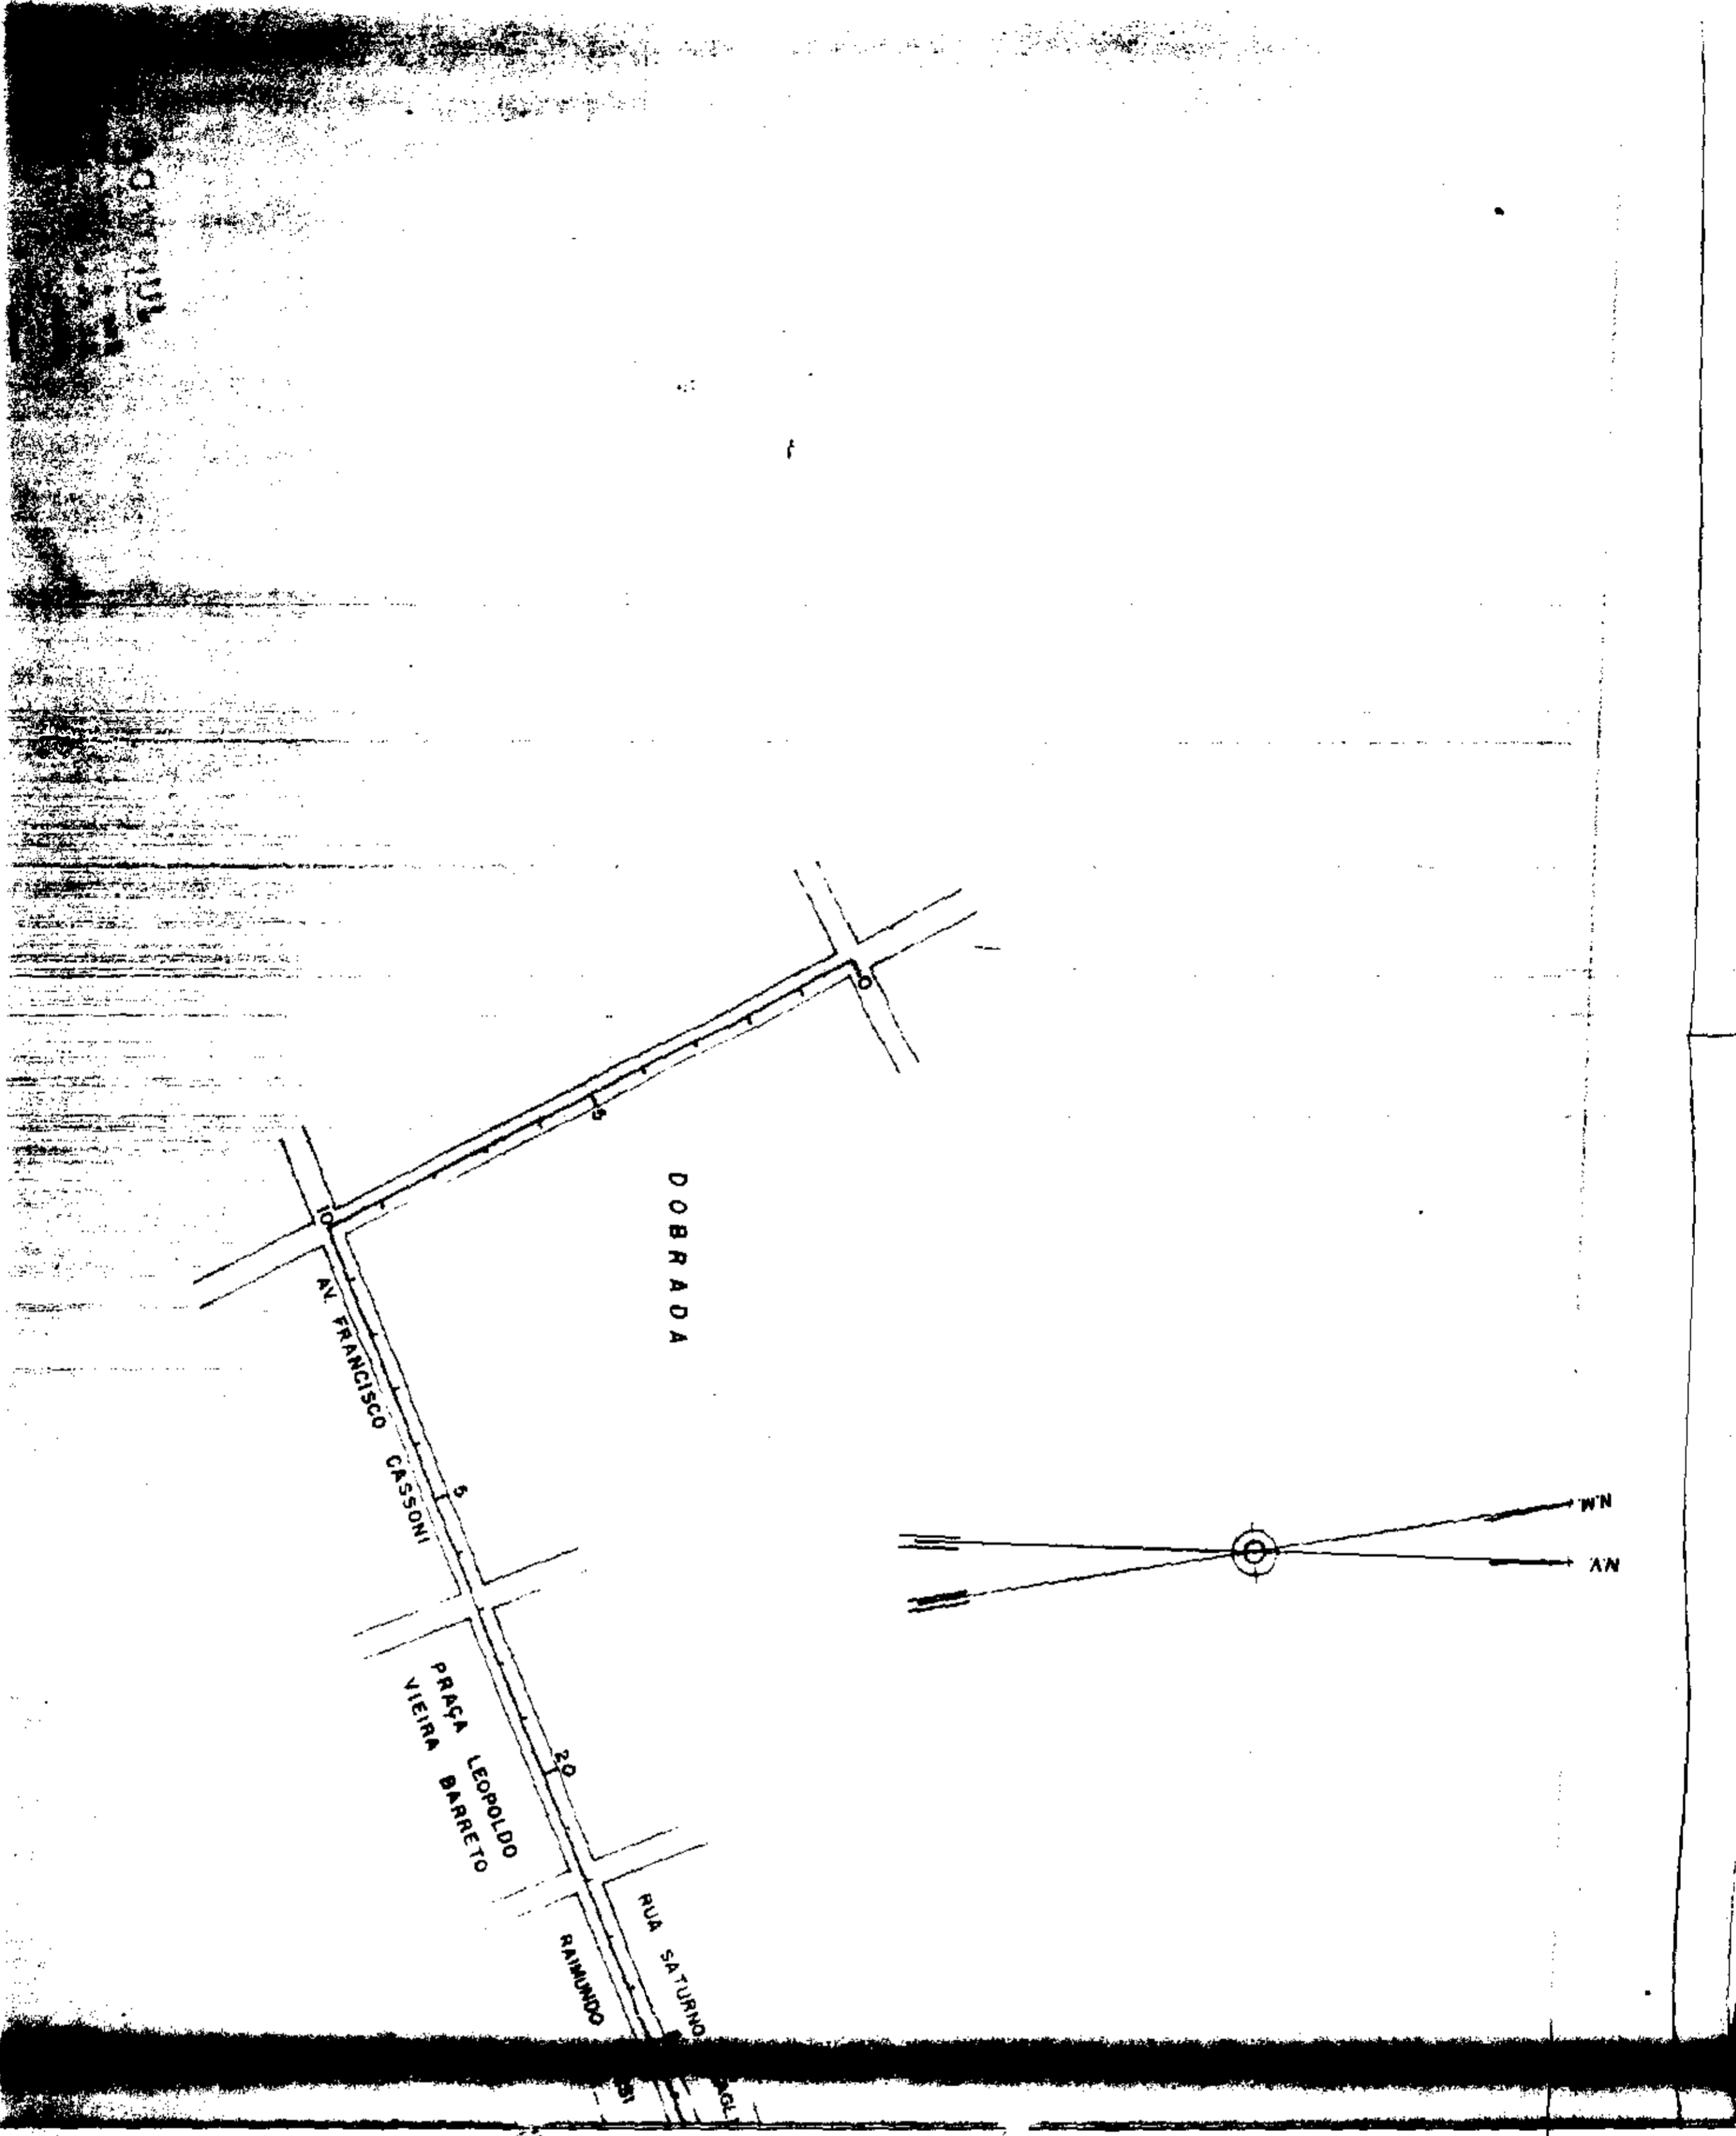 0
5
DOBRADA
10
AV. FRANCISCO CASSONI
5
N.M.
N.V.
PRAÇA LEOPOLDO
VIEIRA BARRETO
20
RUA SATURNO
RAIMUNDO